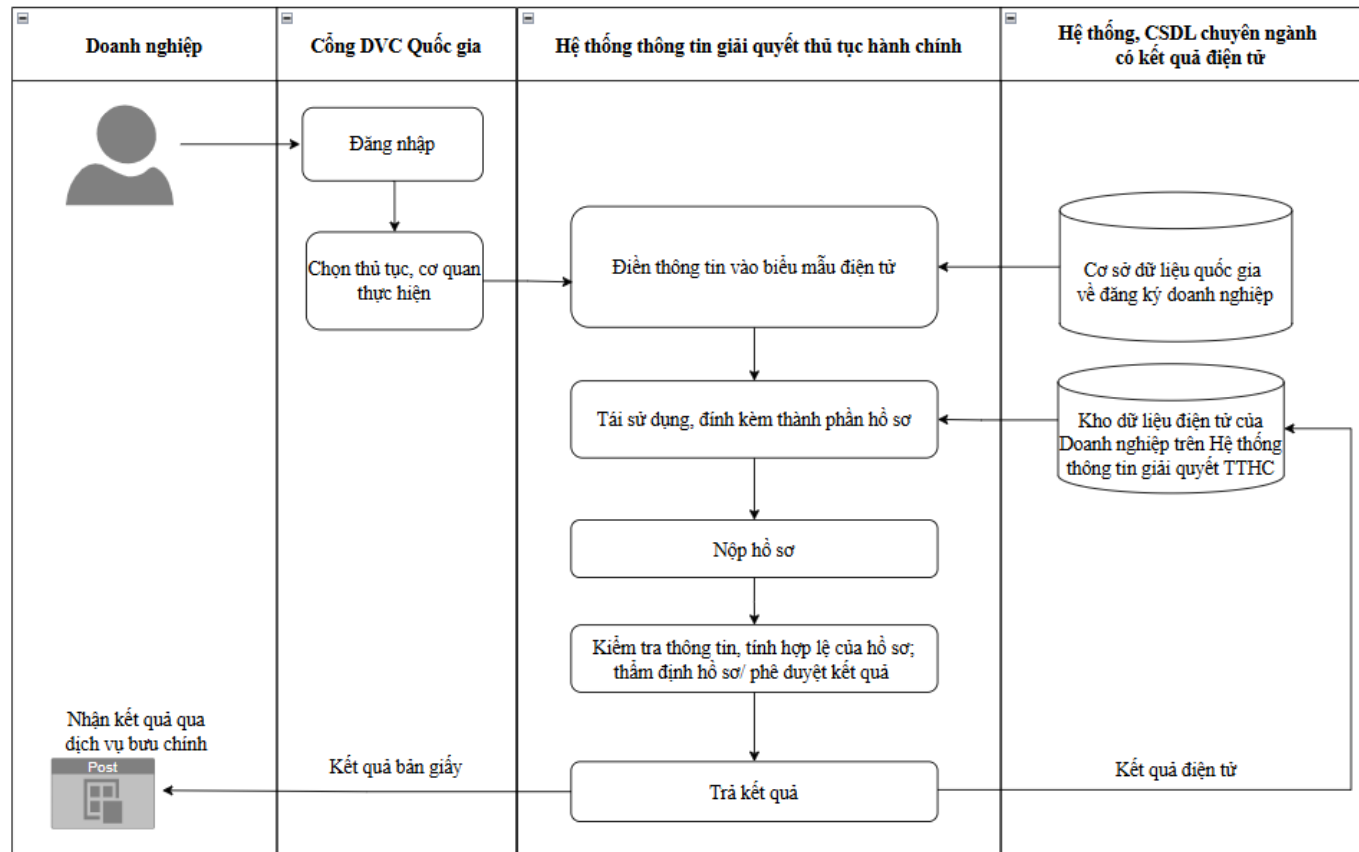 Doanh nghiệp
Cổng DVC Quốc gia
Hệ thống thông tin giải quyết thủ tục hành chính
Hệ thống, CSDL chuyên ngành
có kết quả điện tử
Đăng nhập
Chọn thủ tục, cơ quan
thực hiện
Điền thông tin vào biểu mẫu điện tử
Cơ sở dữ liệu quốc gia
về đăng ký doanh nghiệp
Tái sử dụng, đính kèm thành phần hồ sơ
Kho dữ liệu điện tử của
Doanh nghiệp trên Hệ thống
thông tin giải quyết TTHC
Nộp hồ sơ
Kiểm tra thông tin, tính hợp lệ của hồ sơ;
thẩm định hồ sơ/ phê duyệt kết quả
Nhận kết quả qua
dịch vụ bưu chính
Post
Kết quả bản giấy
Trả kết quả
Kết quả điện tử